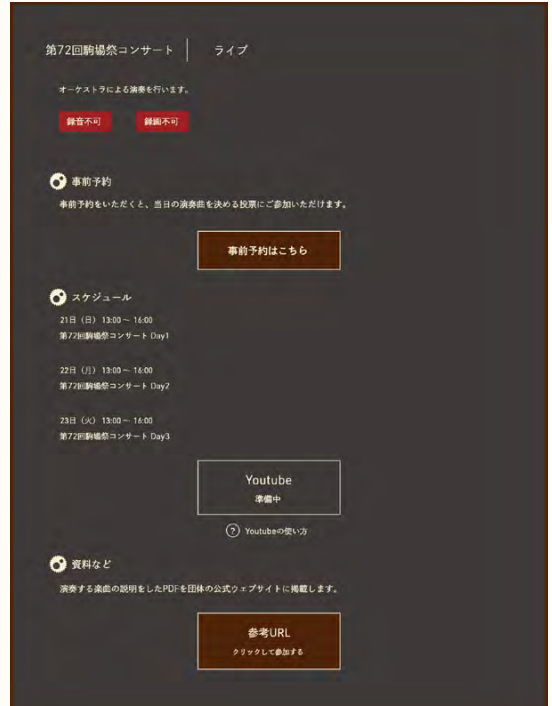 第72回駒場祭コンサート ライブ
オーケストラによる演奏を行います。
録音不可 録画不可
事前予約
事前予約をいただくと、当日の演奏曲を決める投票にご参加いただけます。
事前予約はこちら
スケジュール
21日（日）13:00～ 16:00
第72回駒場祭コンサート Day1
22日（月）13:00～ 16:00
第72回駒場祭コンサート Day2
23日（火）13:00～ 16:00
第72回駒場祭コンサート Day3
Youtube
準備中
? Youtubeの使い方
資料など
演奏する楽曲の説明をしたPDFを団体の公式ウェブサイトに掲載します。
参考URL
クリックして参加する